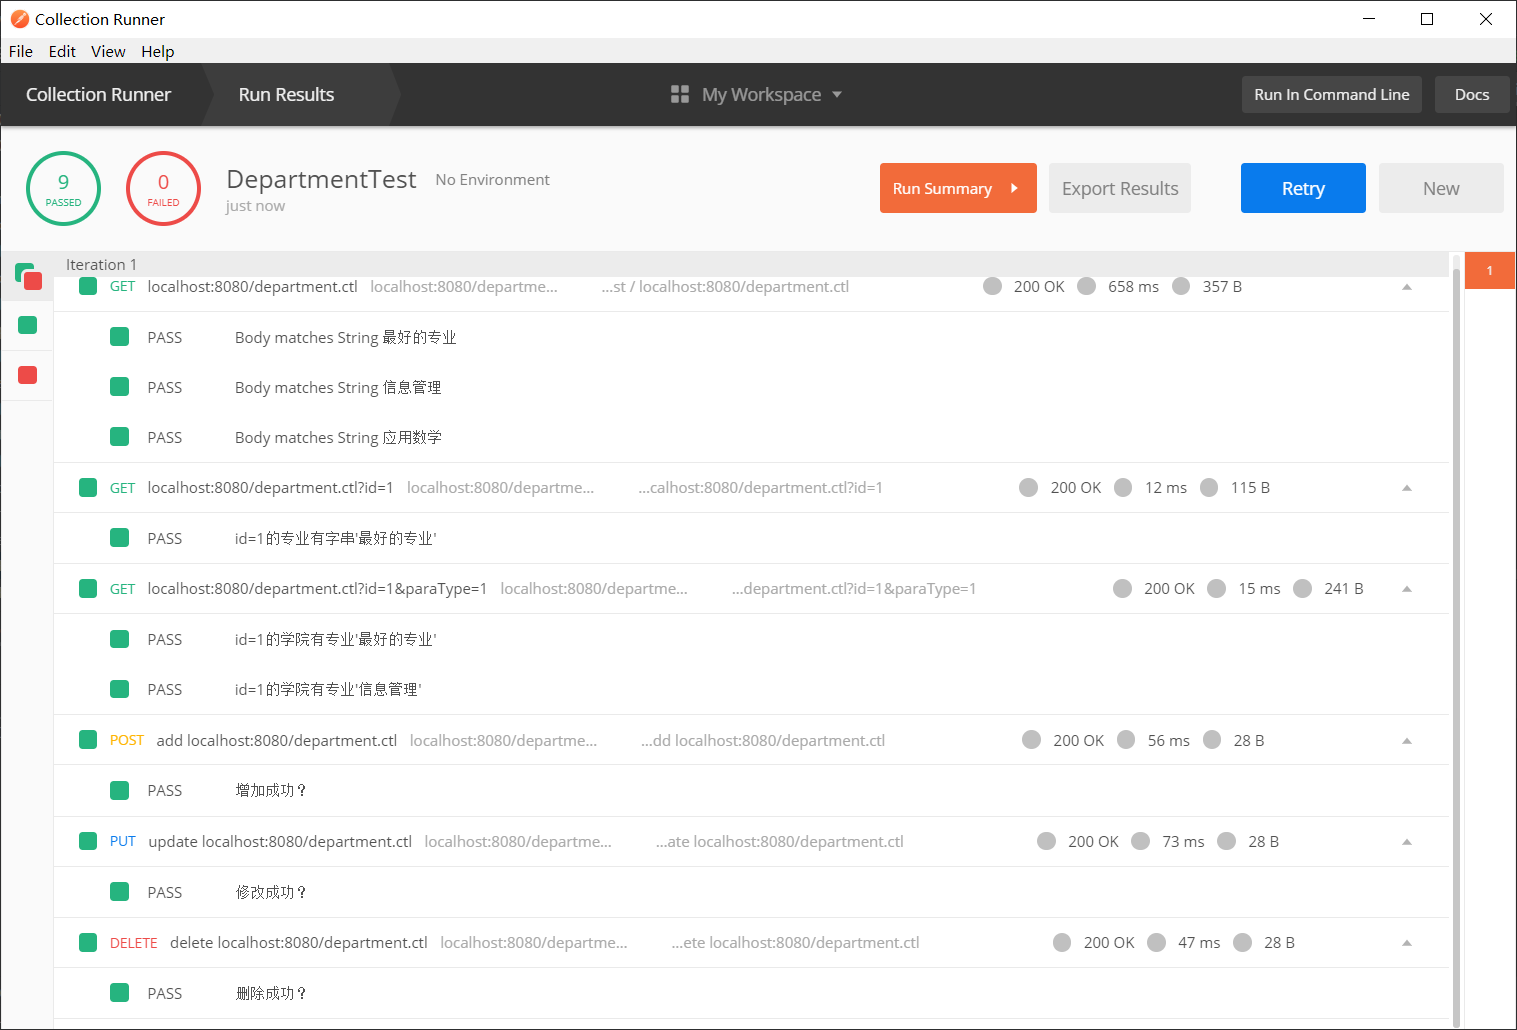 Collection Runner
File Edit View Help
Collection Runner Run Results My Workspace Run In Command Line Docs
9 PASSED 0 FAILED DepartmentTest No Environment just now Run Summary Export Results Retry New
Iteration 1 1
GET localhost:8080/department.ctl localhost:8080/departme... ...st / localhost:8080/department.ctl 200 OK 658 ms 357 B
PASS Body matches String 最好的专业
PASS Body matches String 信息管理
PASS Body matches String 应用数学
GET localhost:8080/department.ctl?id=1 localhost:8080/departme... ...calhost:8080/department.ctl?id=1 200 OK 12 ms 115 B
PASS id=1的专业有字串'最好的专业'
GET localhost:8080/department.ctl?id=1&paraType=1 localhost:8080/departme... ...department.ctl?id=1&paraType=1 200 OK 15 ms 241 B
PASS id=1的学院有专业'最好的专业'
PASS id=1的学院有专业'信息管理'
POST add localhost:8080/department.ctl localhost:8080/departme... ...dd localhost:8080/department.ctl 200 OK 56 ms 28 B
PASS 增加成功？
PUT update localhost:8080/department.ctl localhost:8080/departme... ...ate localhost:8080/department.ctl 200 OK 73 ms 28 B
PASS 修改成功？
DELETE delete localhost:8080/department.ctl localhost:8080/departme... ...ete localhost:8080/department.ctl 200 OK 47 ms 28 B
PASS 删除成功？